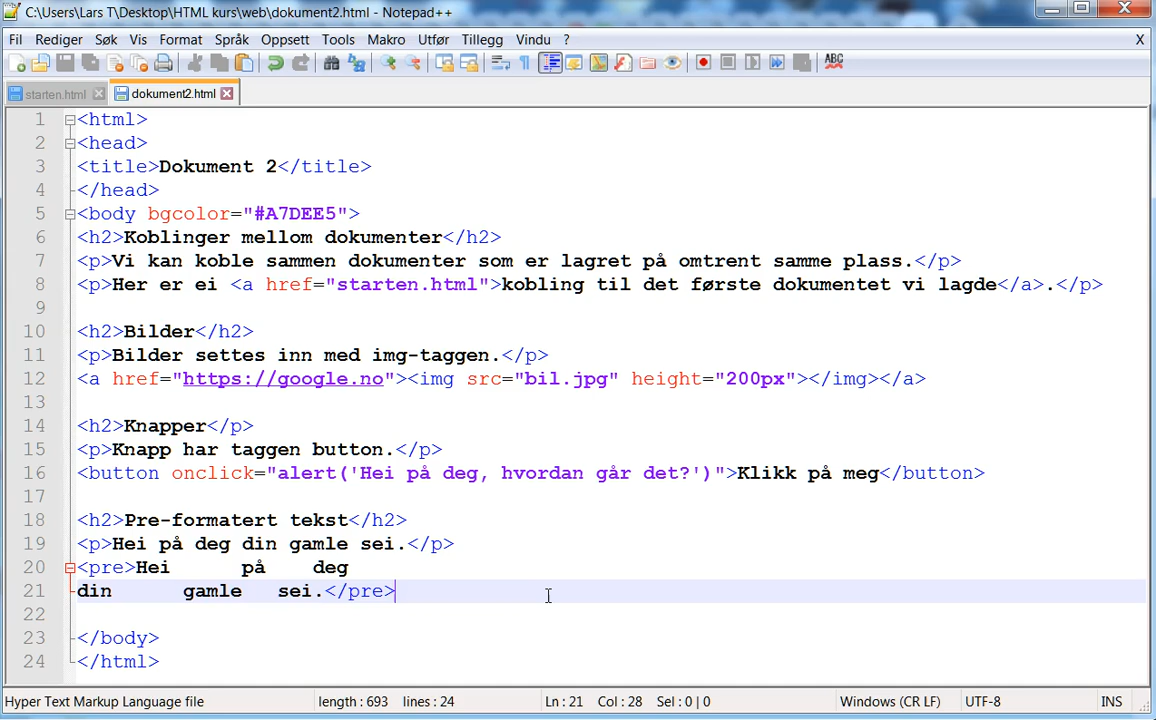 C:\Users\Lars T\Desktop\HTML kurs\web\dokument2.html - Notepad++
Fil Rediger Søk Vis Format Språk Oppsett Tools Makro Utfør Tillegg Vindu ? X
ABC
starten.html dokument2.html
1 <html>
2 <head>
3 <title>Dokument 2</title>
4 </head>
5 <body bgcolor="#A7DEE5">
6 <h2>Koblinger mellom dokumenter</h2>
7 <p>Vi kan koble sammen dokumenter som er lagret på omtrent samme plass.</p>
8 <p>Her er ei <a href="starten.html">kobling til det første dokumentet vi lagde</a>.</p>
9
10 <h2>Bilder</h2>
11 <p>Bilder settes inn med img-taggen.</p>
12 <a href="https://google.no"><img src="bil.jpg" height="200px"></img></a>
13
14 <h2>Knapper</p>
15 <p>Knapp har taggen button.</p>
16 <button onclick="alert('Hei på deg, hvordan går det?')">Klikk på meg</button>
17
18 <h2>Pre-formatert tekst</h2>
19 <p>Hei på deg din gamle sei.</p>
20 <pre>Hei      på    deg
21 din      gamle   sei.</pre>
22
23 </body>
24 </html>
Hyper Text Markup Language file length : 693 lines : 24 Ln : 21 Col : 28 Sel : 0 | 0 Windows (CR LF) UTF-8 INS